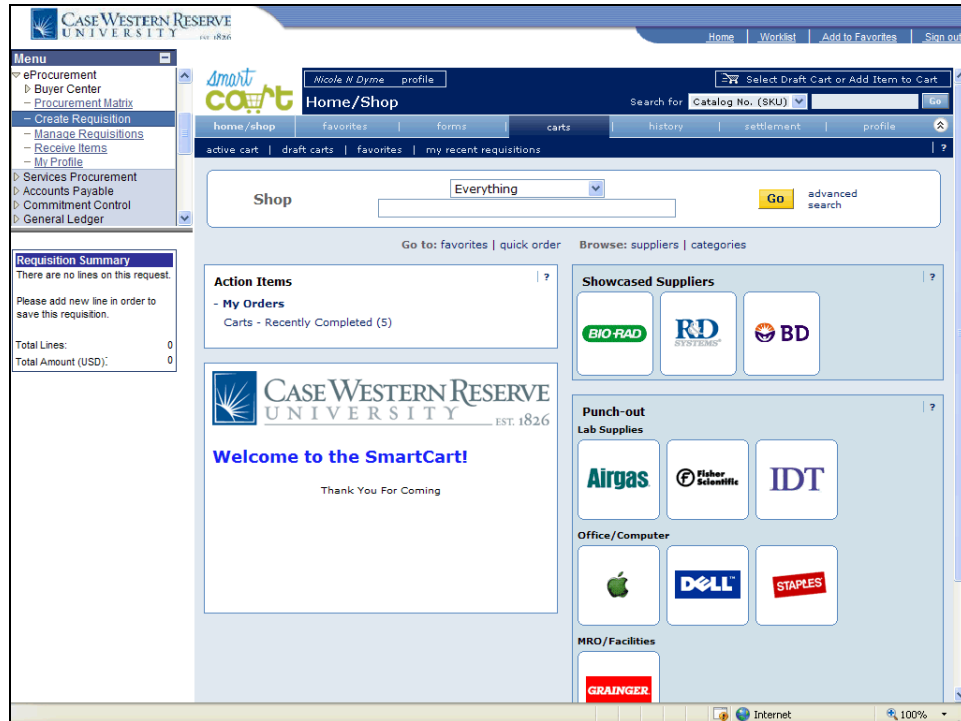 CASE WESTERN RESERVE
UNIVERSITY EST. 1826
Home Worklist Add to Favorites Sign out
Menu
eProcurement
Buyer Center
Procurement Matrix
Create Requisition
Manage Requisitions
Receive Items
My Profile
Services Procurement
Accounts Payable
Commitment Control
General Ledger
Requisition Summary
There are no lines on this request.
Please add new line in order to
save this requisition.
Total Lines: 0
Total Amount (USD): 0
smart
cart
Nicole N Dyme profile
Select Draft Cart or Add Item to Cart
Home/Shop
Search for Catalog No. (SKU) Go
home/shop | favorites | forms | carts | history | settlement | profile
active cart | draft carts | favorites | my recent requisitions | ?
Shop
Everything
Go
advanced
search
Go to: favorites | quick order Browse: suppliers | categories
Action Items | ?
- My Orders
Carts - Recently Completed (5)
CASE WESTERN RESERVE
UNIVERSITY EST. 1826
Welcome to the SmartCart!
Thank You For Coming
Showcased Suppliers | ?
BIO-RAD
R&D
SYSTEMS
BD
Punch-out | ?
Lab Supplies
Airgas
Fisher
Scientific
IDT
Office/Computer
DELL™
STAPLES
MRO/Facilities
GRAINGER
Internet
100%